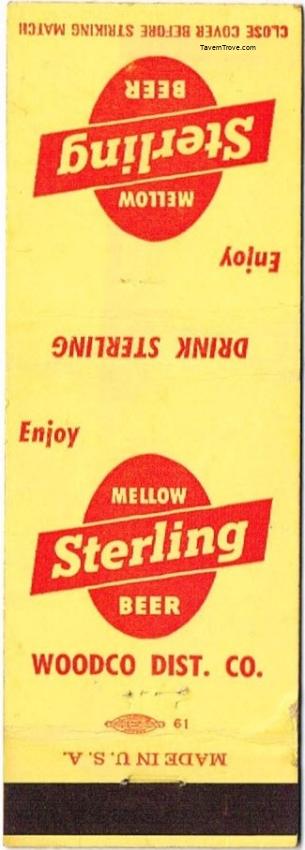 CLOSE COVER BEFORE STRIKING MATCH
TavernTrove.com
Enjoy
MELLOW
Sterling
BEER
DRINK STERLING
Enjoy
MELLOW
Sterling
BEER
WOODCO DIST. CO.
19
MADE IN U.S.A.